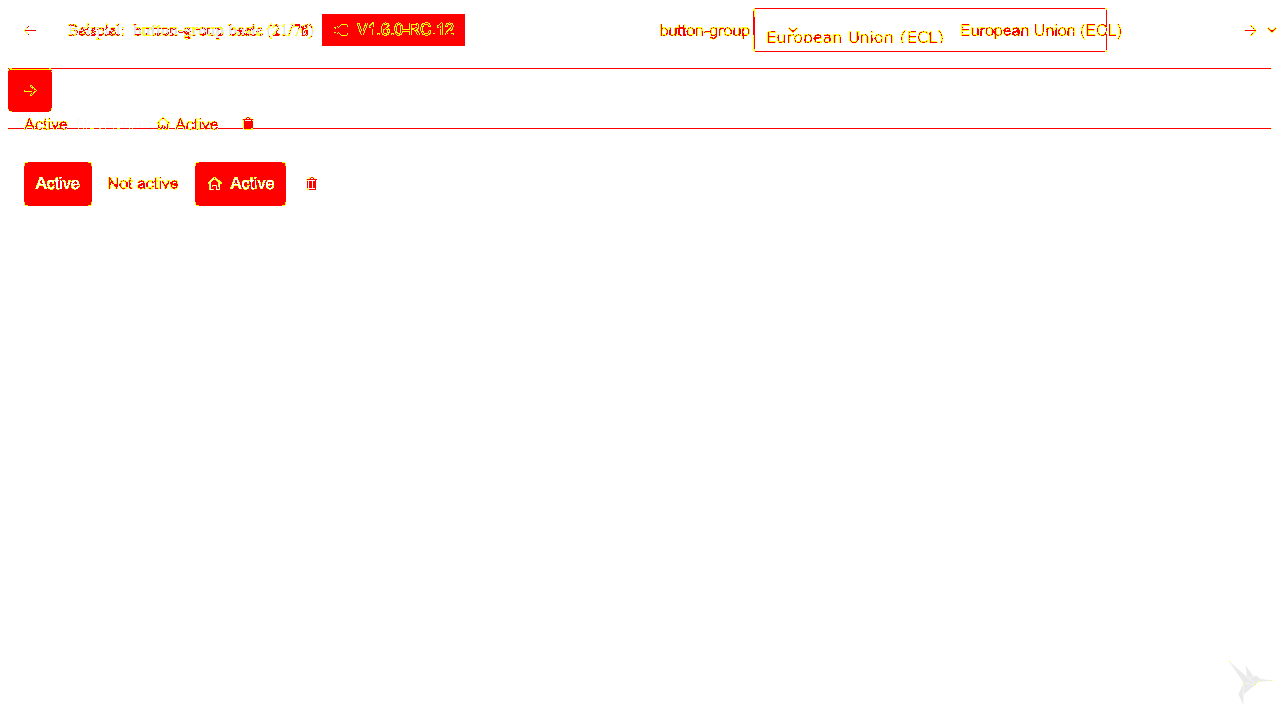 Beispiel: button-group basic (21/76) V1.6.0-RC.12 button-group European Union (ECL) European Union (ECL)
Active Active
Active Not active Active